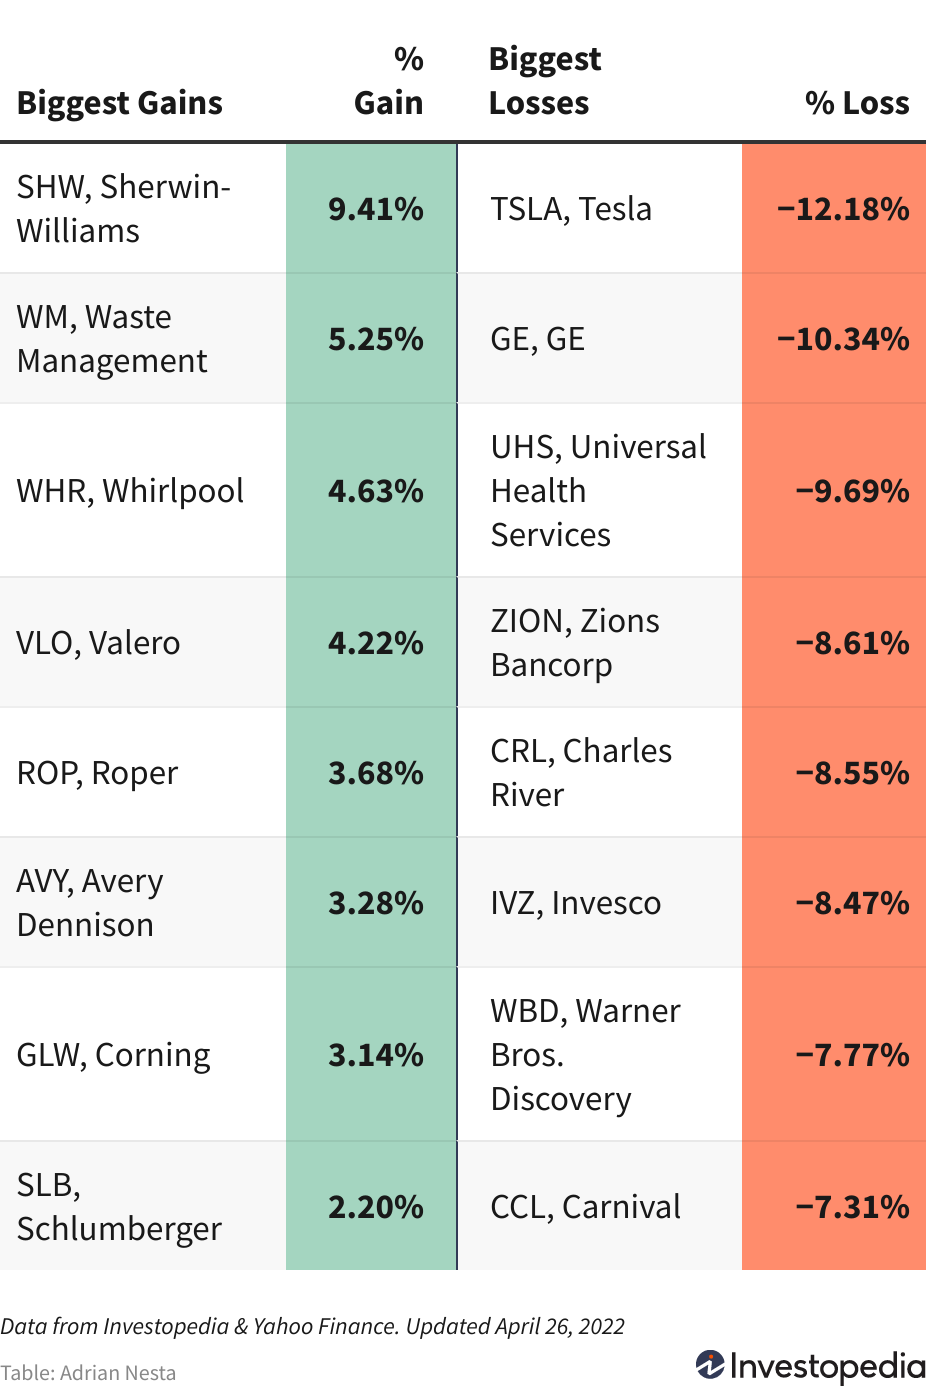 Biggest Gains % Gain Biggest Losses % Loss
SHW, Sherwin-Williams 9.41% TSLA, Tesla −12.18%
WM, Waste Management 5.25% GE, GE −10.34%
WHR, Whirlpool 4.63% UHS, Universal Health Services −9.69%
VLO, Valero 4.22% ZION, Zions Bancorp −8.61%
ROP, Roper 3.68% CRL, Charles River −8.55%
AVY, Avery Dennison 3.28% IVZ, Invesco −8.47%
GLW, Corning 3.14% WBD, Warner Bros. Discovery −7.77%
SLB, Schlumberger 2.20% CCL, Carnival −7.31%
Data from Investopedia & Yahoo Finance. Updated April 26, 2022
Table: Adrian Nesta
Investopedia